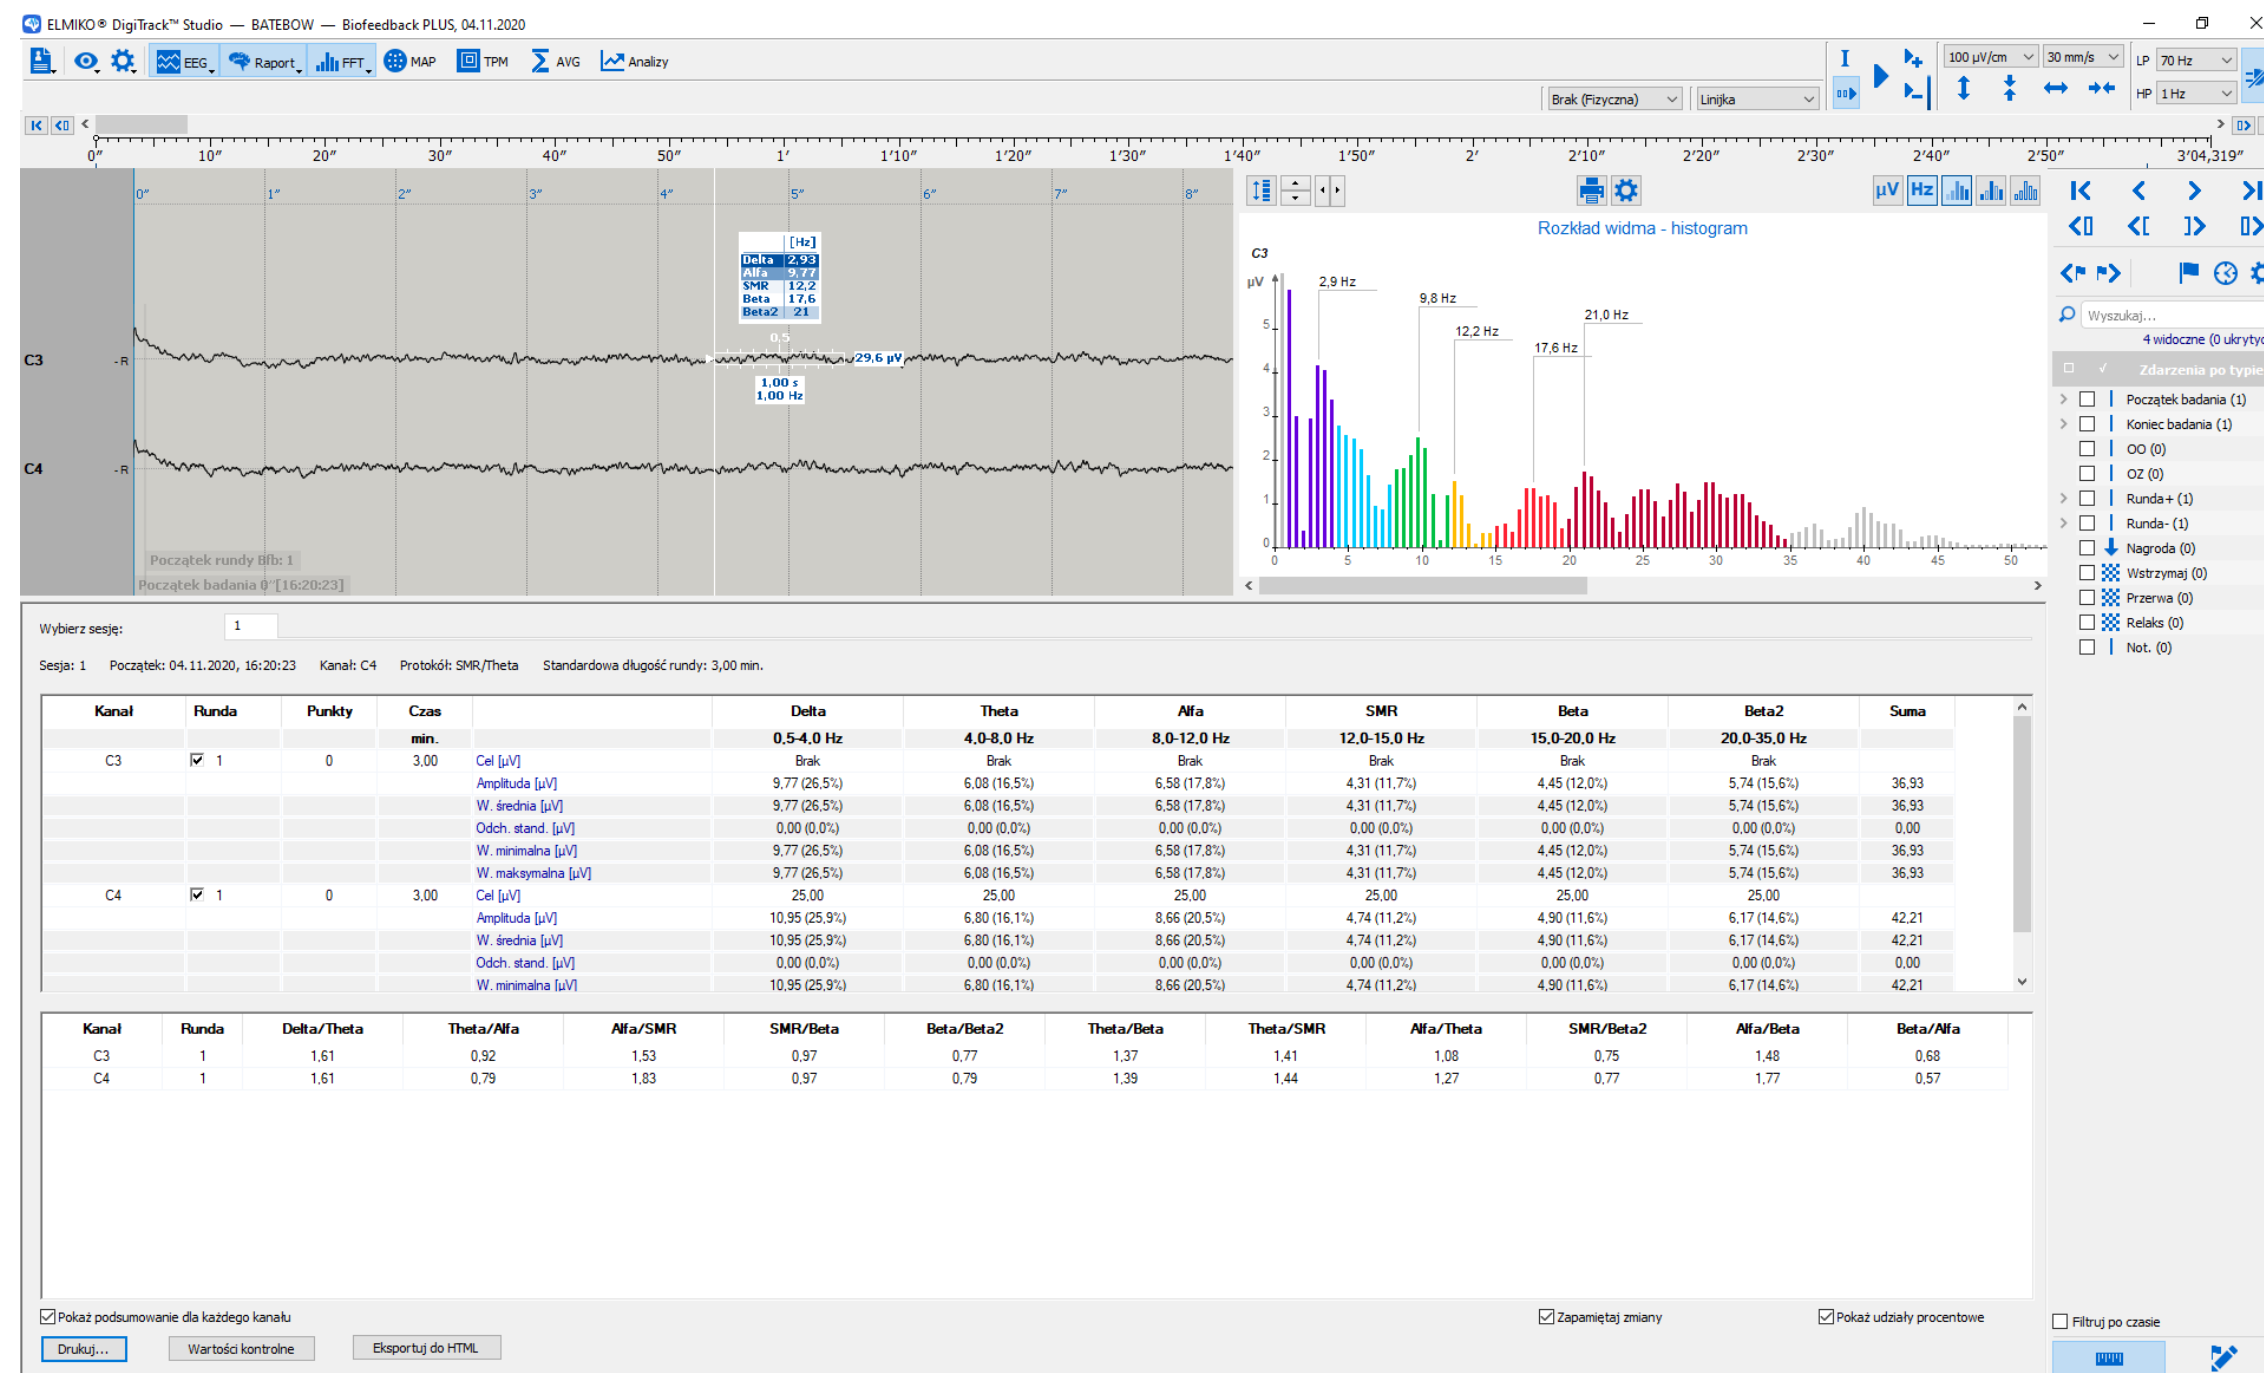 ELMIKO® DigiTrack™ Studio — BATEBOW — Biofeedback PLUS, 04.11.2020
EEG Raport FFT MAP TPM AVG Analizy
100 µV/cm 30 mm/s LP 70 Hz
Brak (Fizyczna) Linijka HP 1 Hz
0” 10” 20” 30” 40” 50” 1’ 1’10” 1’20” 1’30” 1’40” 1’50” 2’ 2’10” 2’20” 2’30” 2’40” 2’50” 3’04,319”
0” 1” 2” 3” 4” 5” 6” 7” 8”
µV Hz
[Hz]
Delta 2,93
Alfa 9,77
SMR 12,2
Beta 17,6
Beta2 21
0,5
C3 -R 29,6 µV
1,00 s
1,00 Hz
C4 -R
Początek rundy Bfb: 1
Początek badania 0”[16:20:23]
Rozkład widma - histogram
C3
µV
2,9 Hz
9,8 Hz
12,2 Hz
17,6 Hz
21,0 Hz
5
4
3
2
1
0
0 5 10 15 20 25 30 35 40 45 50
Wyszukaj...
4 widoczne (0 ukrytyc
Zdarzenia po typie
Początek badania (1)
Koniec badania (1)
OO (0)
OZ (0)
Runda+ (1)
Runda- (1)
Nagroda (0)
Wstrzymaj (0)
Przerwa (0)
Relaks (0)
Not. (0)
Wybierz sesję: 1
Sesja: 1 Początek: 04.11.2020, 16:20:23 Kanał: C4 Protokół: SMR/Theta Standardowa długość rundy: 3,00 min.
Kanał Runda Punkty Czas Delta Theta Alfa SMR Beta Beta2 Suma
min. 0,5-4,0 Hz 4,0-8,0 Hz 8,0-12,0 Hz 12,0-15,0 Hz 15,0-20,0 Hz 20,0-35,0 Hz
C3 1 0 3,00 Cel [µV] Brak Brak Brak Brak Brak Brak
Amplituda [µV] 9,77 (26,5%) 6,08 (16,5%) 6,58 (17,8%) 4,31 (11,7%) 4,45 (12,0%) 5,74 (15,6%) 36,93
W. średnia [µV] 9,77 (26,5%) 6,08 (16,5%) 6,58 (17,8%) 4,31 (11,7%) 4,45 (12,0%) 5,74 (15,6%) 36,93
Odch. stand. [µV] 0,00 (0,0%) 0,00 (0,0%) 0,00 (0,0%) 0,00 (0,0%) 0,00 (0,0%) 0,00 (0,0%) 0,00
W. minimalna [µV] 9,77 (26,5%) 6,08 (16,5%) 6,58 (17,8%) 4,31 (11,7%) 4,45 (12,0%) 5,74 (15,6%) 36,93
W. maksymalna [µV] 9,77 (26,5%) 6,08 (16,5%) 6,58 (17,8%) 4,31 (11,7%) 4,45 (12,0%) 5,74 (15,6%) 36,93
C4 1 0 3,00 Cel [µV] 25,00 25,00 25,00 25,00 25,00 25,00
Amplituda [µV] 10,95 (25,9%) 6,80 (16,1%) 8,66 (20,5%) 4,74 (11,2%) 4,90 (11,6%) 6,17 (14,6%) 42,21
W. średnia [µV] 10,95 (25,9%) 6,80 (16,1%) 8,66 (20,5%) 4,74 (11,2%) 4,90 (11,6%) 6,17 (14,6%) 42,21
Odch. stand. [µV] 0,00 (0,0%) 0,00 (0,0%) 0,00 (0,0%) 0,00 (0,0%) 0,00 (0,0%) 0,00 (0,0%) 0,00
W. minimalna [µV] 10,95 (25,9%) 6,80 (16,1%) 8,66 (20,5%) 4,74 (11,2%) 4,90 (11,6%) 6,17 (14,6%) 42,21
Kanał Runda Delta/Theta Theta/Alfa Alfa/SMR SMR/Beta Beta/Beta2 Theta/Beta Theta/SMR Alfa/Theta SMR/Beta2 Alfa/Beta Beta/Alfa
C3 1 1,61 0,92 1,53 0,97 0,77 1,37 1,41 1,08 0,75 1,48 0,68
C4 1 1,61 0,79 1,83 0,97 0,79 1,39 1,44 1,27 0,77 1,77 0,57
Pokaż podsumowanie dla każdego kanału Zapamiętaj zmiany Pokaż udziały procentowe Filtruj po czasie
Drukuj... Wartości kontrolne Eksportuj do HTML